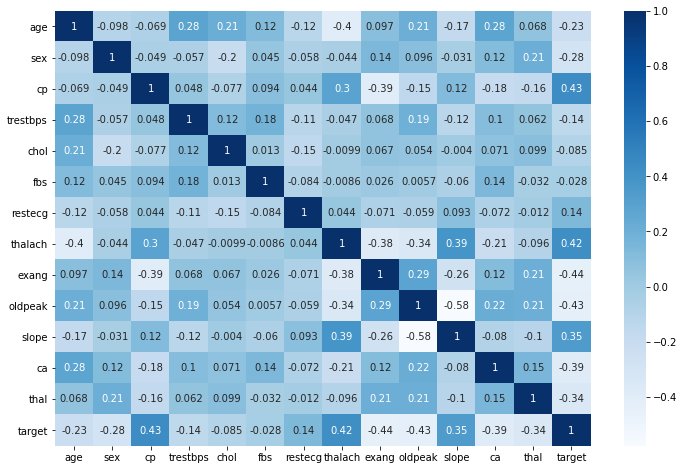 age 1 -0.098 -0.069 0.28 0.21 0.12 -0.12 -0.4 0.097 0.21 -0.17 0.28 0.068 -0.23
sex -0.098 1 -0.049 -0.057 -0.2 0.045 -0.058 -0.044 0.14 0.096 -0.031 0.12 0.21 -0.28
cp -0.069 -0.049 1 0.048 -0.077 0.094 0.044 0.3 -0.39 -0.15 0.12 -0.18 -0.16 0.43
trestbps 0.28 -0.057 0.048 1 0.12 0.18 -0.11 -0.047 0.068 0.19 -0.12 0.1 0.062 -0.14
chol 0.21 -0.2 -0.077 0.12 1 0.013 -0.15 -0.0099 0.067 0.054 -0.004 0.071 0.099 -0.085
fbs 0.12 0.045 0.094 0.18 0.013 1 -0.084 -0.0086 0.026 0.0057 -0.06 0.14 -0.032 -0.028
restecg -0.12 -0.058 0.044 -0.11 -0.15 -0.084 1 0.044 -0.071 -0.059 0.093 -0.072 -0.012 0.14
thalach -0.4 -0.044 0.3 -0.047 -0.0099 -0.0086 0.044 1 -0.38 -0.34 0.39 -0.21 -0.096 0.42
exang 0.097 0.14 -0.39 0.068 0.067 0.026 -0.071 -0.38 1 0.29 -0.26 0.12 0.21 -0.44
oldpeak 0.21 0.096 -0.15 0.19 0.054 0.0057 -0.059 -0.34 0.29 1 -0.58 0.22 0.21 -0.43
slope -0.17 -0.031 0.12 -0.12 -0.004 -0.06 0.093 0.39 -0.26 -0.58 1 -0.08 -0.1 0.35
ca 0.28 0.12 -0.18 0.1 0.071 0.14 -0.072 -0.21 0.12 0.22 -0.08 1 0.15 -0.39
thal 0.068 0.21 -0.16 0.062 0.099 -0.032 -0.012 -0.096 0.21 0.21 -0.1 0.15 1 -0.34
target -0.23 -0.28 0.43 -0.14 -0.085 -0.028 0.14 0.42 -0.44 -0.43 0.35 -0.39 -0.34 1
age sex cp trestbps chol fbs restecg thalach exang oldpeak slope ca thal target
1.0
0.8
0.6
0.4
0.2
0.0
−0.2
−0.4